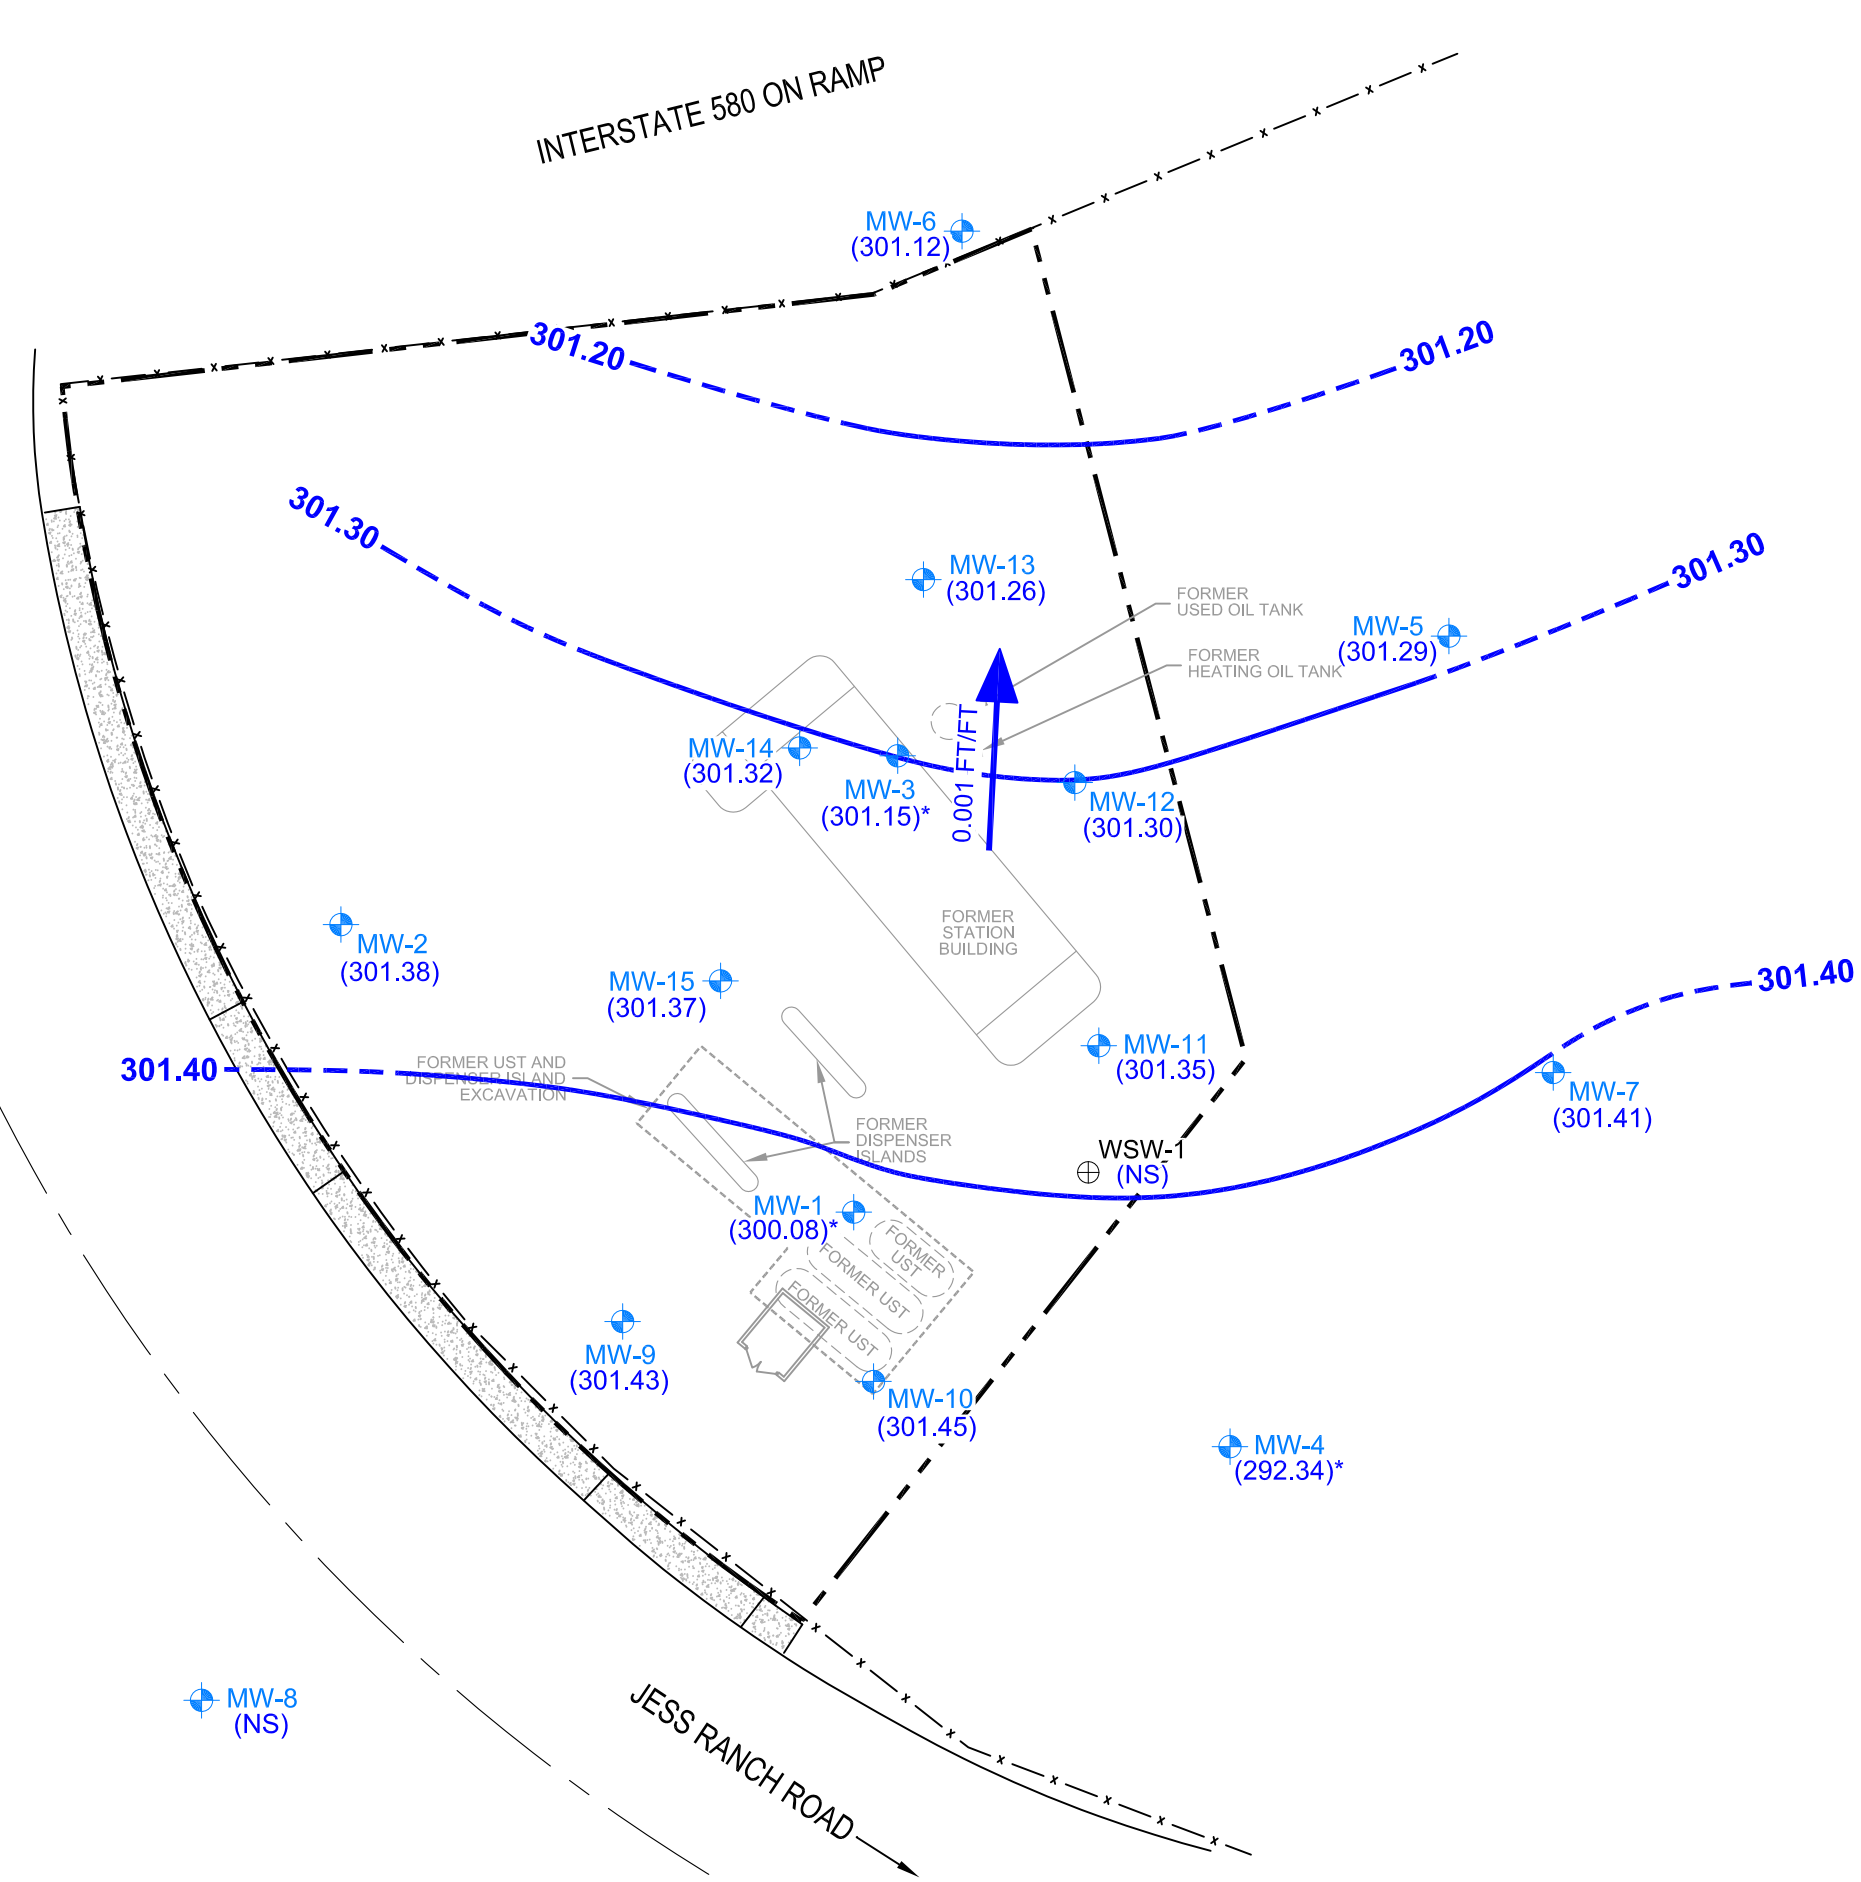 INTERSTATE 580 ON RAMP
MW-6
(301.12)
301.20
301.20
301.30
301.30
MW-13
(301.26)
FORMER
USED OIL TANK
MW-5
(301.29)
FORMER
HEATING OIL TANK
0.001 FT/FT
MW-14
(301.32)
MW-3
(301.15)*
MW-12
(301.30)
FORMER
STATION
BUILDING
MW-2
(301.38)
MW-15
(301.37)
301.40
301.40
MW-11
(301.35)
FORMER UST AND
DISPENSER ISLAND AND
EXCAVATION
MW-7
(301.41)
FORMER
DISPENSER
ISLANDS
WSW-1
(NS)
MW-1
(300.08)*
FORMER
UST
FORMER UST
FORMER UST
MW-9
(301.43)
MW-10
(301.45)
MW-4
(292.34)*
MW-8
(NS)
JESS RANCH ROAD